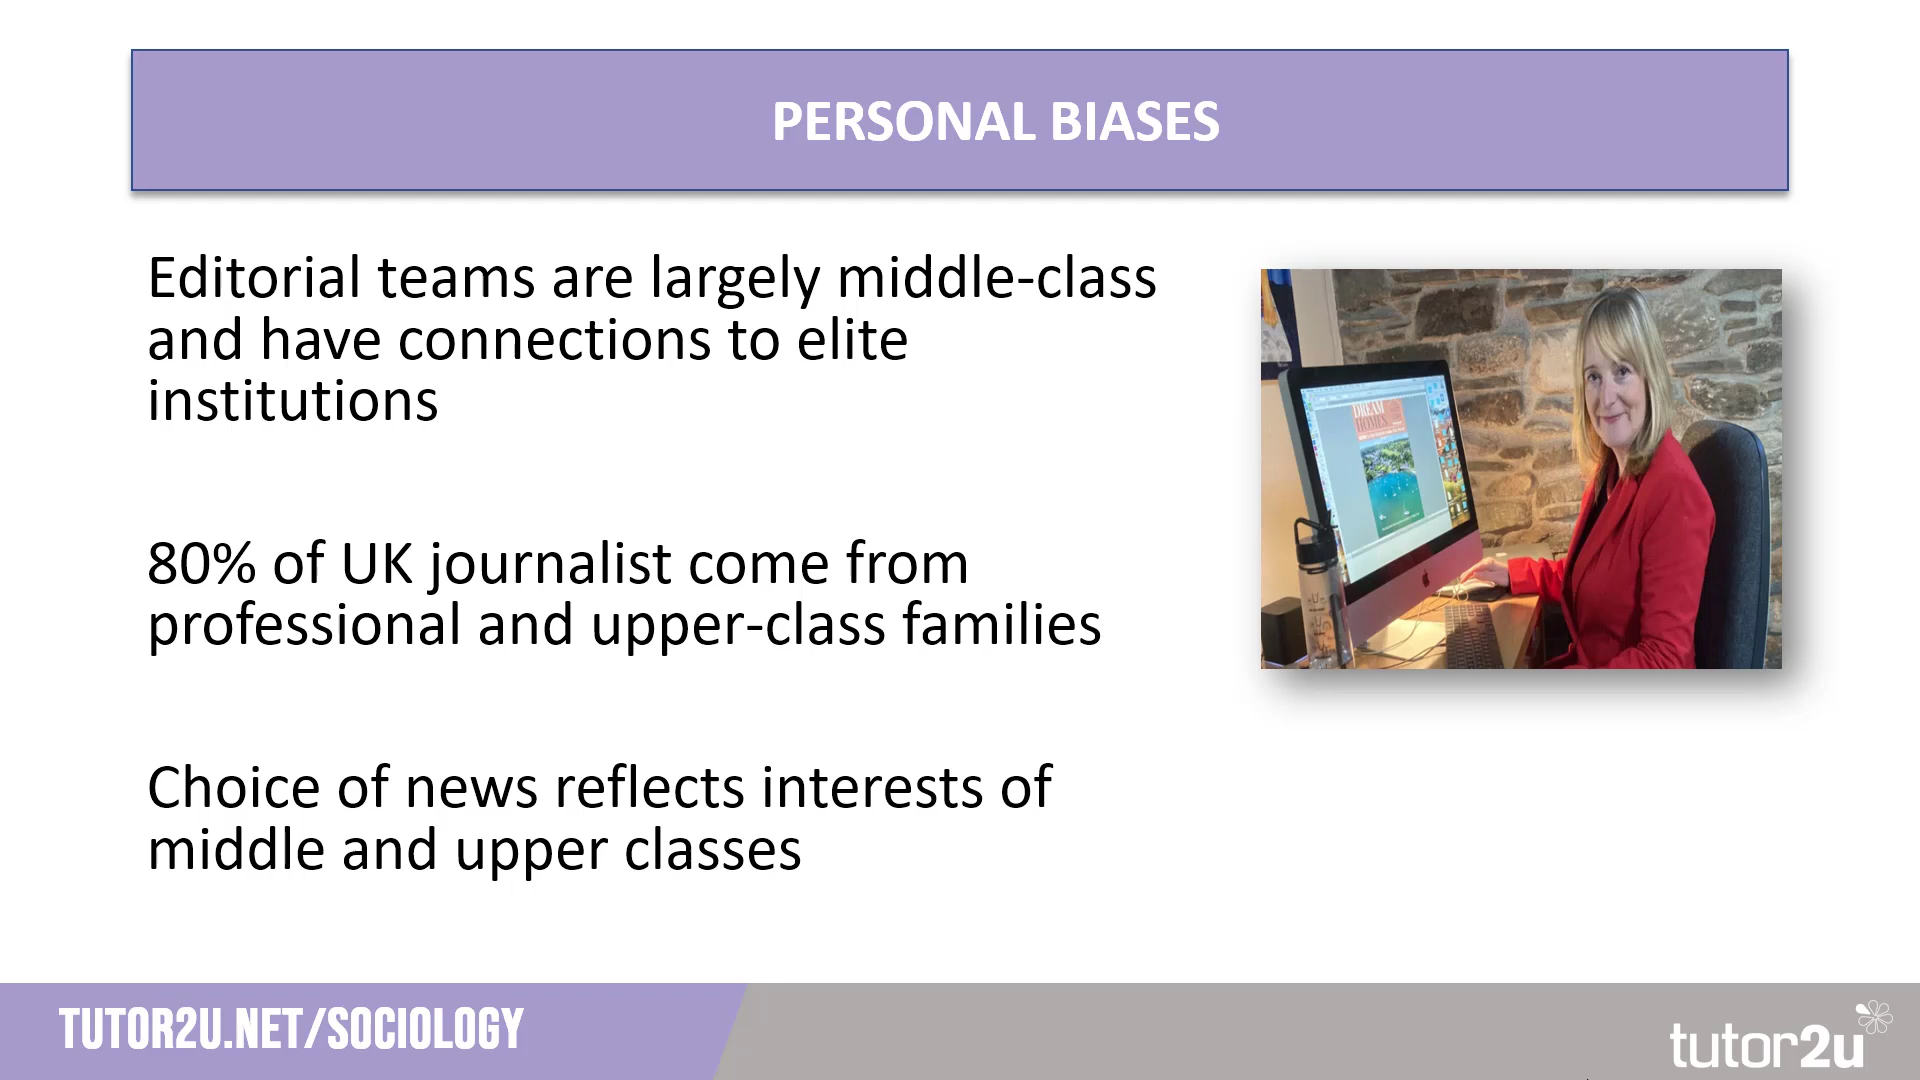 PERSONAL BIASES
Editorial teams are largely middle-class
and have connections to elite
institutions
80% of UK journalist come from
professional and upper-class families
Choice of news reflects interests of
middle and upper classes
DREAM
HOMES
TUTOR2U.NET/SOCIOLOGY
tutor2u